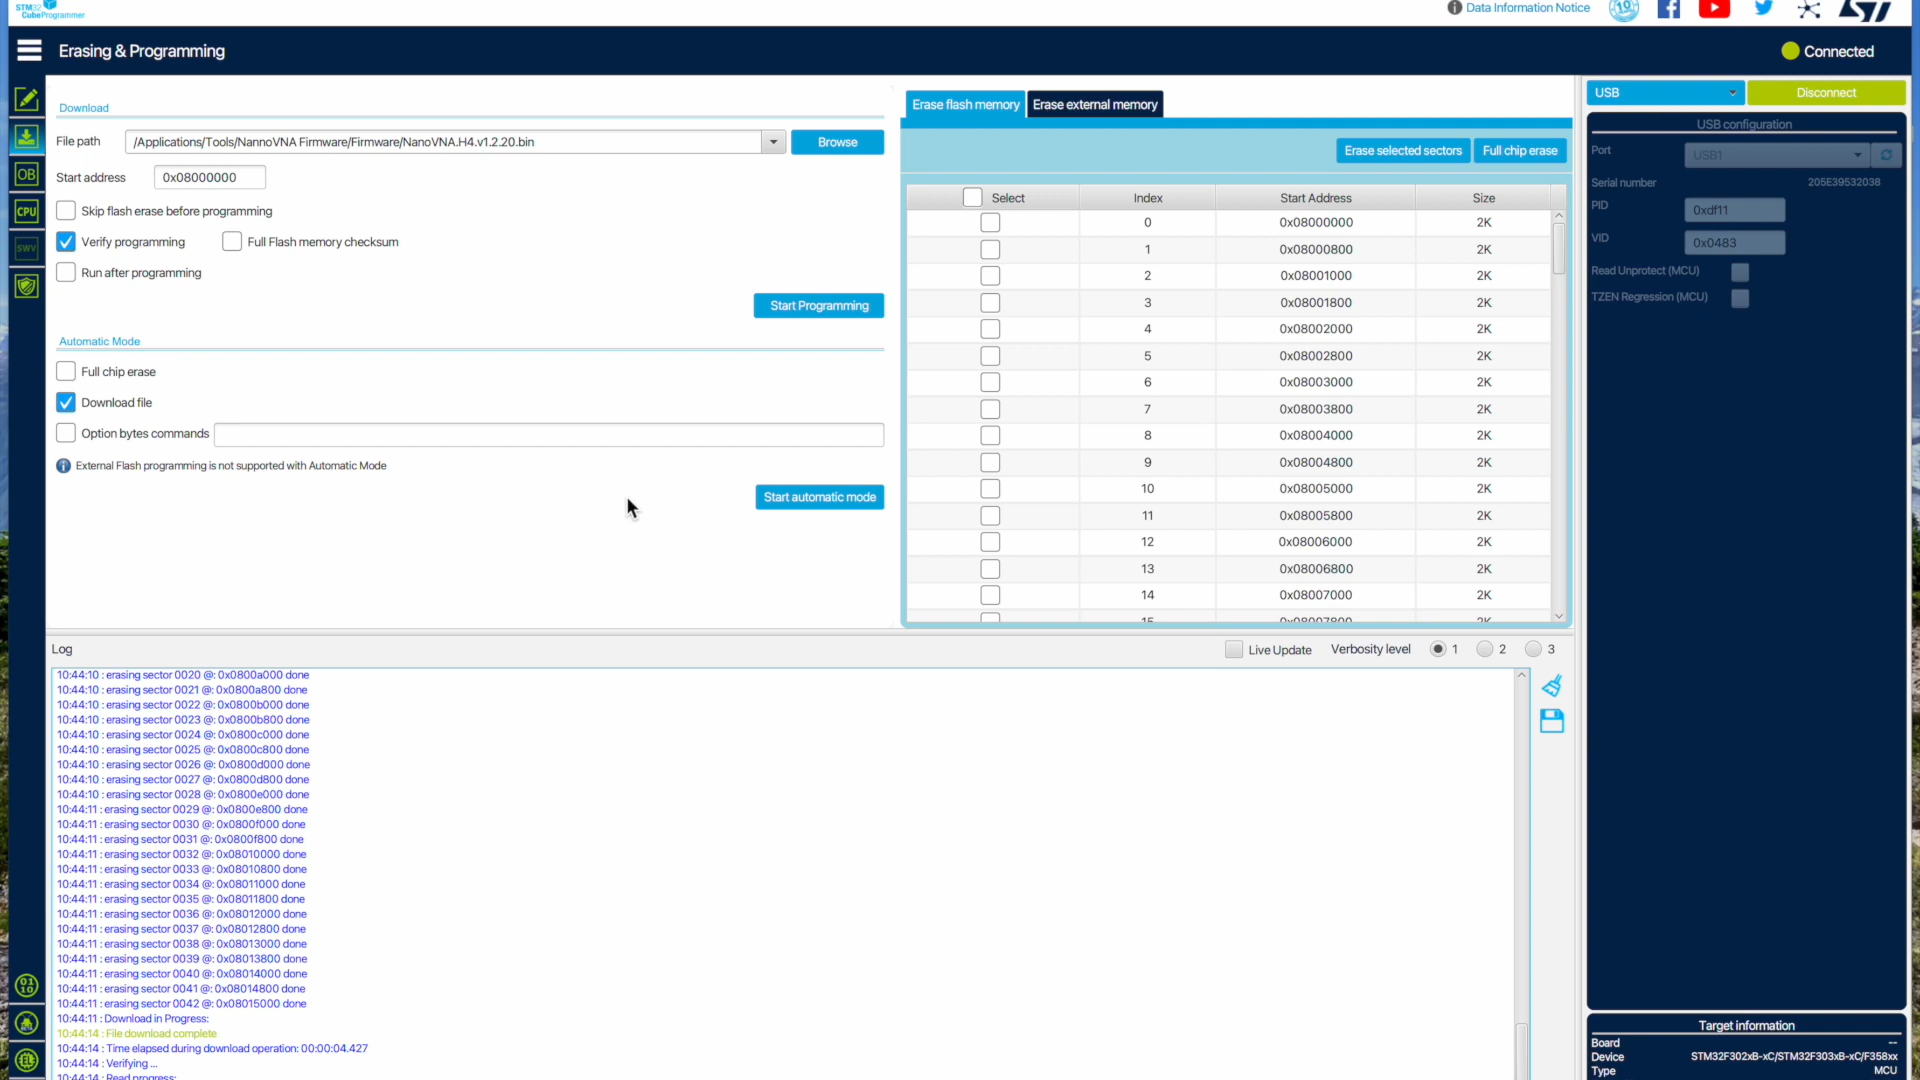 STM32
CubeProgrammer
Data Information Notice
Erasing & Programming
Connected
Download
File path
/Applications/Tools/NannoVNA Firmware/Firmware/NanoVNA.H4.v1.2.20.bin
Browse
Start address
0x08000000
Skip flash erase before programming
Verify programming
Full Flash memory checksum
Run after programming
Start Programming
Automatic Mode
Full chip erase
Download file
Option bytes commands
External Flash programming is not supported with Automatic Mode
Start automatic mode
OB
CPU
SWV
Erase flash memory
Erase external memory
Erase selected sectors
Full chip erase
Select Index Start Address Size
0 0x08000000 2K
1 0x08000800 2K
2 0x08001000 2K
3 0x08001800 2K
4 0x08002000 2K
5 0x08002800 2K
6 0x08003000 2K
7 0x08003800 2K
8 0x08004000 2K
9 0x08004800 2K
10 0x08005000 2K
11 0x08005800 2K
12 0x08006000 2K
13 0x08006800 2K
14 0x08007000 2K
15 0x08007800 2K
USB
Disconnect
USB configuration
Port USB1
Serial number 205E39532038
PID 0xdf11
VID 0x0483
Read Unprotect (MCU)
TZEN Regression (MCU)
Log
Live Update Verbosity level 1 2 3
10:44:10 : erasing sector 0020 @: 0x0800a000 done
10:44:10 : erasing sector 0021 @: 0x0800a800 done
10:44:10 : erasing sector 0022 @: 0x0800b000 done
10:44:10 : erasing sector 0023 @: 0x0800b800 done
10:44:10 : erasing sector 0024 @: 0x0800c000 done
10:44:10 : erasing sector 0025 @: 0x0800c800 done
10:44:10 : erasing sector 0026 @: 0x0800d000 done
10:44:10 : erasing sector 0027 @: 0x0800d800 done
10:44:10 : erasing sector 0028 @: 0x0800e000 done
10:44:11 : erasing sector 0029 @: 0x0800e800 done
10:44:11 : erasing sector 0030 @: 0x0800f000 done
10:44:11 : erasing sector 0031 @: 0x0800f800 done
10:44:11 : erasing sector 0032 @: 0x08010000 done
10:44:11 : erasing sector 0033 @: 0x08010800 done
10:44:11 : erasing sector 0034 @: 0x08011000 done
10:44:11 : erasing sector 0035 @: 0x08011800 done
10:44:11 : erasing sector 0036 @: 0x08012000 done
10:44:11 : erasing sector 0037 @: 0x08012800 done
10:44:11 : erasing sector 0038 @: 0x08013000 done
10:44:11 : erasing sector 0039 @: 0x08013800 done
10:44:11 : erasing sector 0040 @: 0x08014000 done
10:44:11 : erasing sector 0041 @: 0x08014800 done
10:44:11 : erasing sector 0042 @: 0x08015000 done
10:44:11 : Download in Progress:
10:44:14 : File download complete
10:44:14 : Time elapsed during download operation: 00:00:04.427
10:44:14 : Verifying ...
10:44:14 : Read progress:
Target information
Board --
Device STM32F302xB-xC/STM32F303xB-xC/F358xx
Type MCU